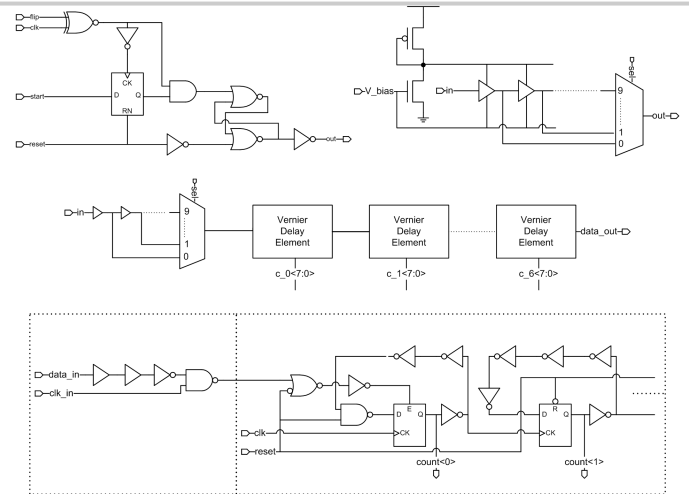 flip
clk
CK
D Q
RN
start
reset
out
V_bias
in
sel
9
1
0
out
in
sel
9
1
0
Vernier
Delay
Element
Vernier
Delay
Element
Vernier
Delay
Element
data_out
c_0<7:0>
c_1<7:0>
c_6<7:0>
data_in
clk_in
clk
reset
E
D Q
CK
count<0>
R
D Q
CK
count<1>